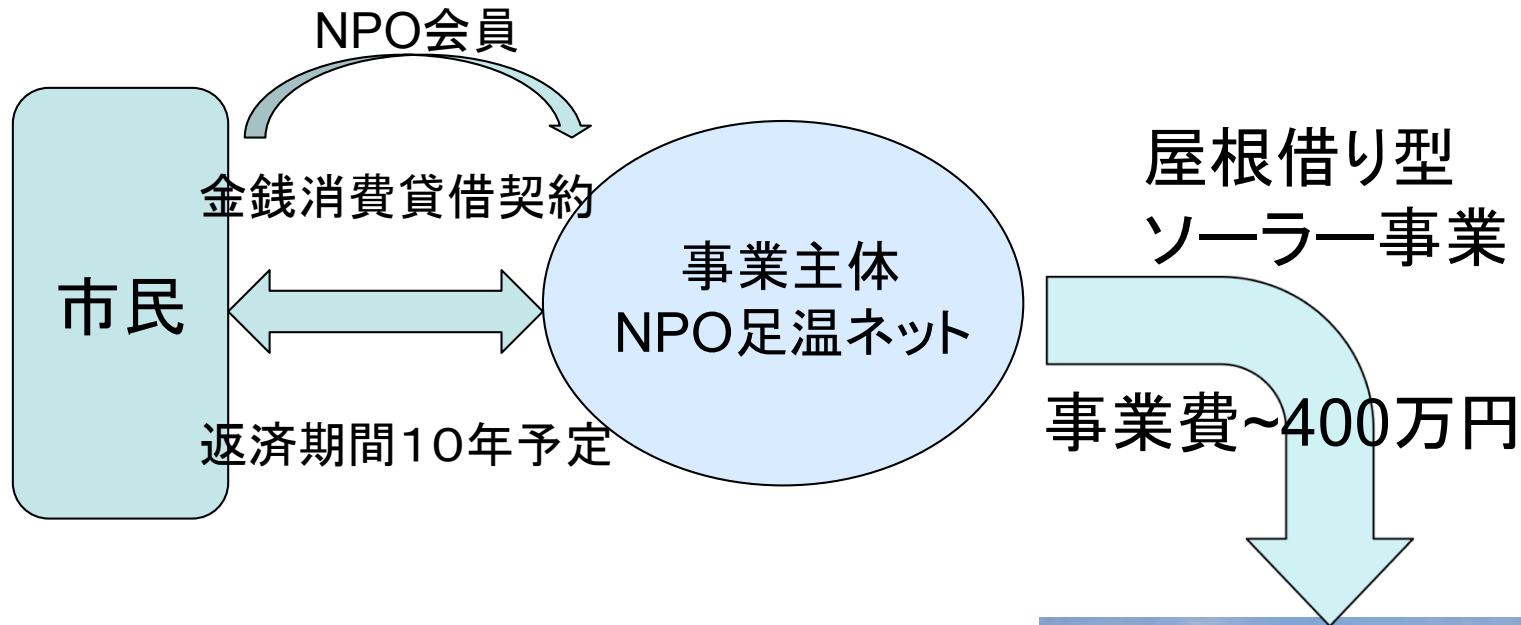 NPO会員
金銭消費貸借契約
市民
返済期間１０年予定
事業主体
NPO足温ネット
屋根借り型
ソーラー事業
事業費~400万円